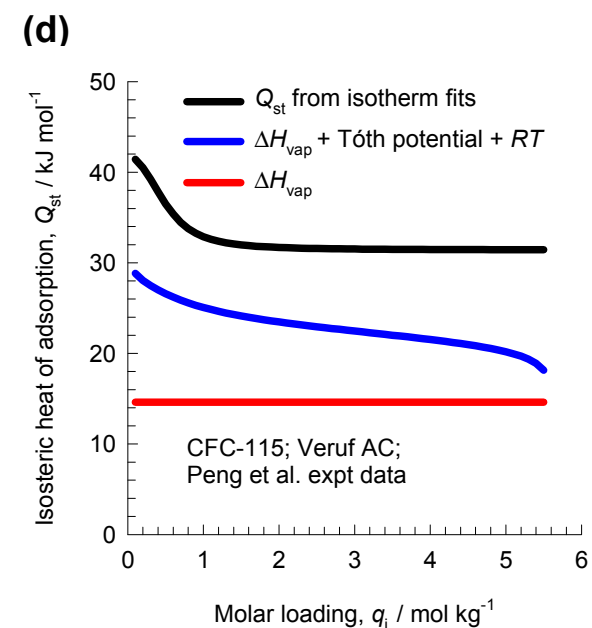 (d)
50
40
30
20
10
0
Isosteric heat of adsorption, Qst / kJ mol⁻¹
Qst from isotherm fits
ΔHvap + Tóth potential + RT
ΔHvap
CFC-115; Veruf AC;
Peng et al. expt data
0 1 2 3 4 5 6
Molar loading, qi / mol kg⁻¹